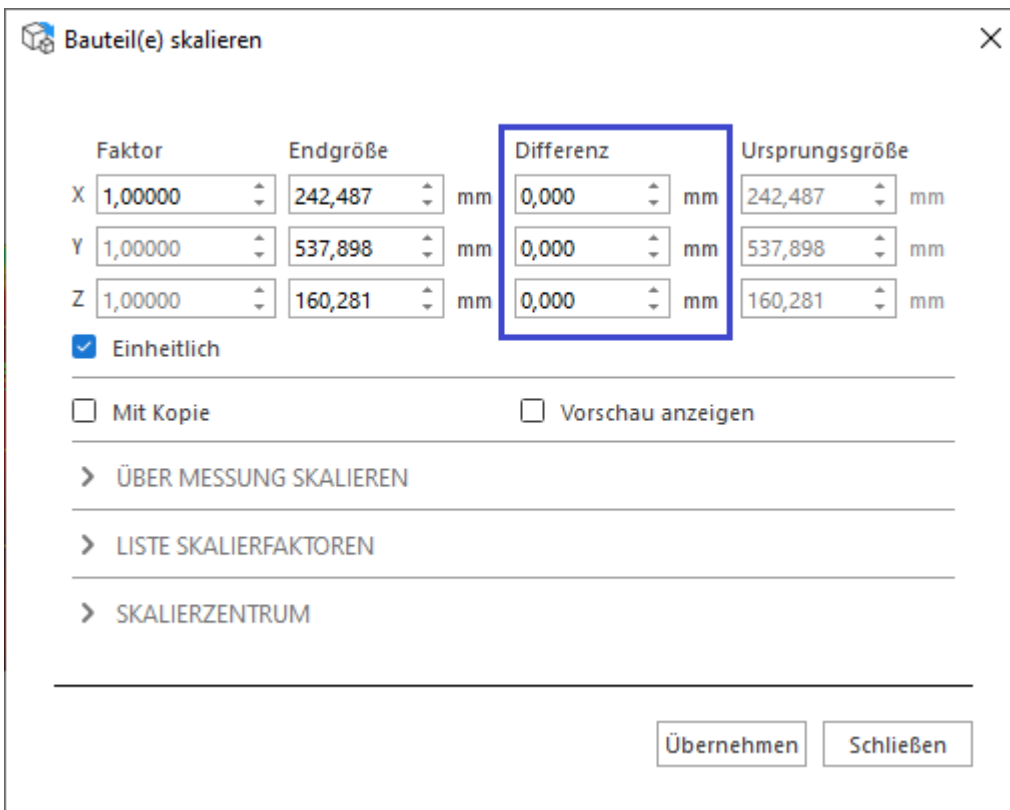 Bauteil(e) skalieren
Faktor Endgröße Differenz Ursprungsgröße
X 1,00000 242,487 mm 0,000 mm 242,487 mm
Y 1,00000 537,898 mm 0,000 mm 537,898 mm
Z 1,00000 160,281 mm 0,000 mm 160,281 mm
Einheitlich
Mit Kopie Vorschau anzeigen
ÜBER MESSUNG SKALIEREN
LISTE SKALIERFAKTOREN
SKALIERZENTRUM
Übernehmen Schließen